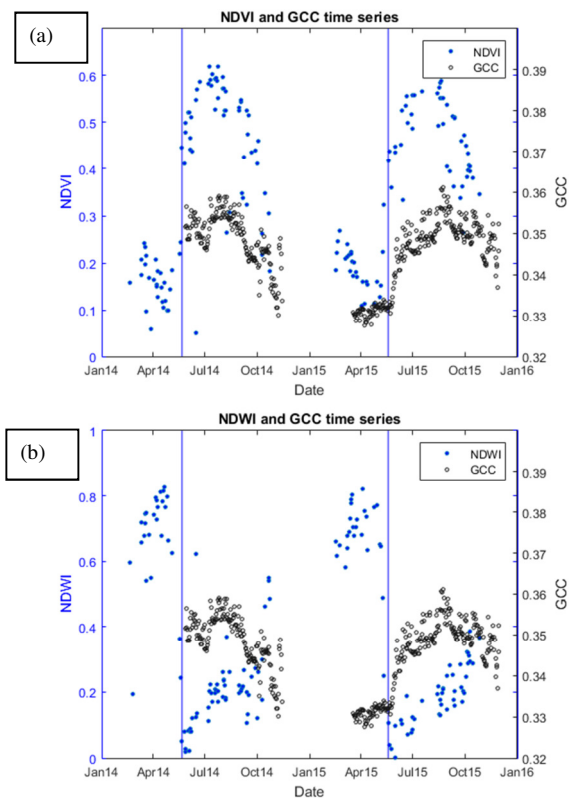 (a)
NDVI and GCC time series
NDVI
GCC
0.6
0.5
0.4
0.3
0.2
0.1
0
NDVI
0.39
0.38
0.37
0.36
0.35
0.34
0.33
0.32
GCC
Jan14 Apr14 Jul14 Oct14 Jan15 Apr15 Jul15 Oct15 Jan16
Date
(b)
NDWI and GCC time series
NDWI
GCC
1
0.8
0.6
0.4
0.2
0
NDWI
0.39
0.38
0.37
0.36
0.35
0.34
0.33
0.32
GCC
Jan14 Apr14 Jul14 Oct14 Jan15 Apr15 Jul15 Oct15 Jan16
Date